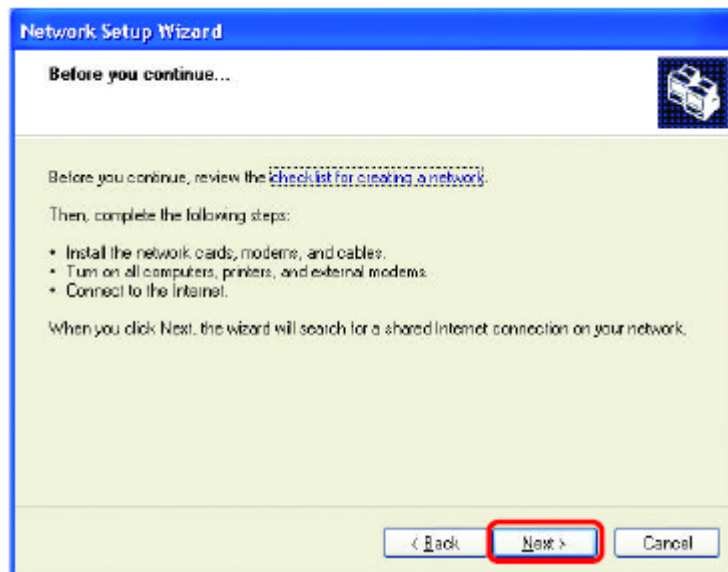 Network Setup Wizard
Before you continue...
Before you continue, review the checklist for creating a network.
Then, complete the following steps:
• Install the network cards, modems, and cables.
• Turn on all computers, printers, and external modems.
• Connect to the Internet.
When you click Next, the wizard will search for a shared Internet connection on your network.
< Back Next > Cancel